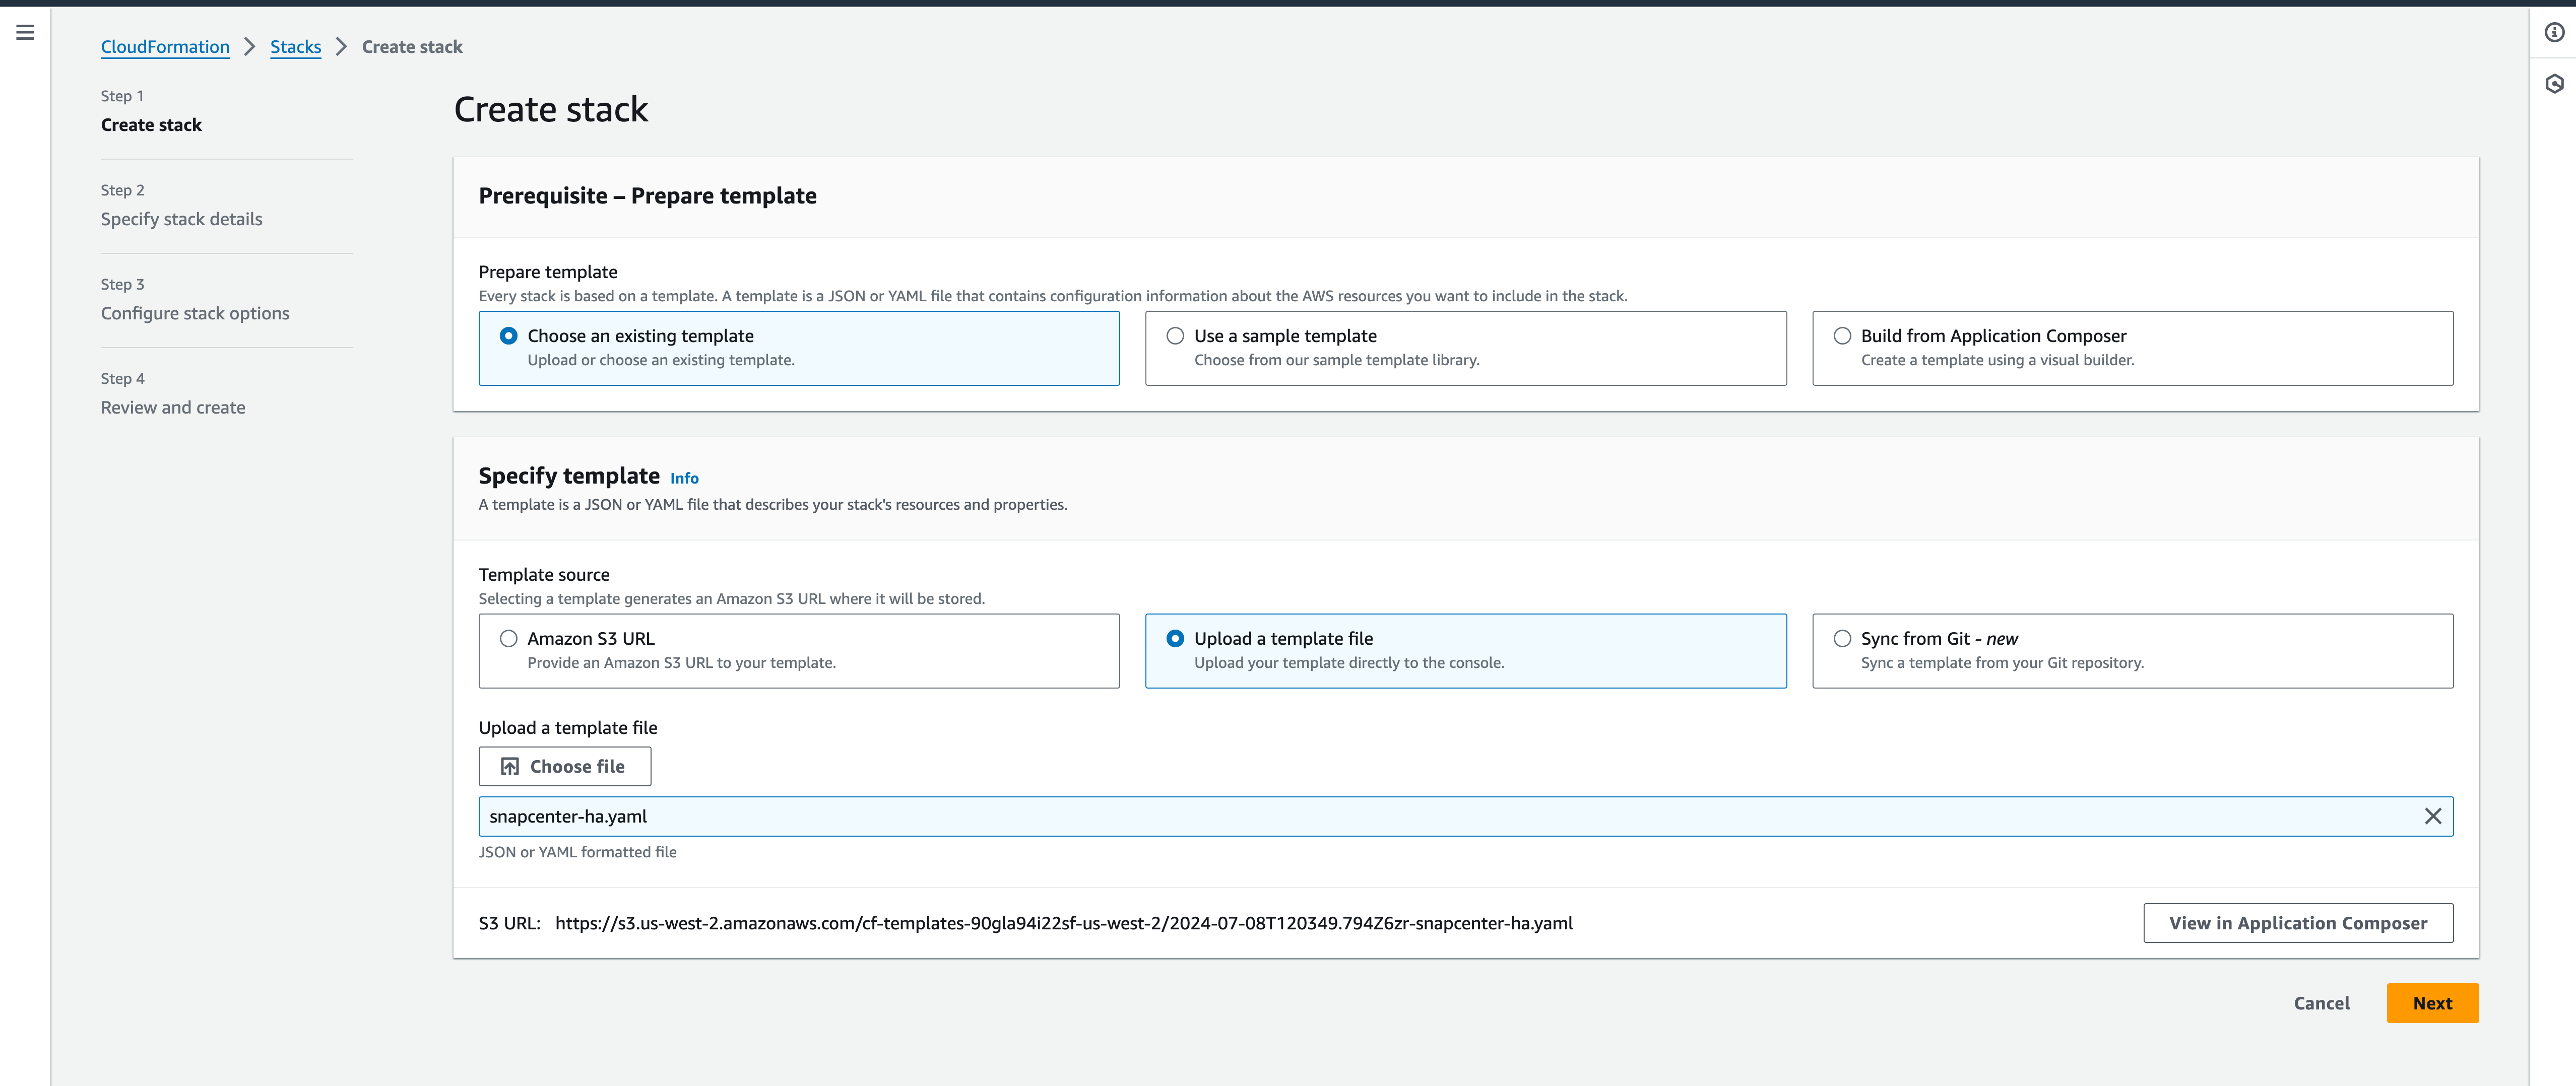 CloudFormation > Stacks > Create stack
Step 1
Create stack
Step 2
Specify stack details
Step 3
Configure stack options
Step 4
Review and create
Create stack
Prerequisite – Prepare template
Prepare template
Every stack is based on a template. A template is a JSON or YAML file that contains configuration information about the AWS resources you want to include in the stack.
Choose an existing template
Upload or choose an existing template.
Use a sample template
Choose from our sample template library.
Build from Application Composer
Create a template using a visual builder.
Specify template Info
A template is a JSON or YAML file that describes your stack's resources and properties.
Template source
Selecting a template generates an Amazon S3 URL where it will be stored.
Amazon S3 URL
Provide an Amazon S3 URL to your template.
Upload a template file
Upload your template directly to the console.
Sync from Git - new
Sync a template from your Git repository.
Upload a template file
Choose file
snapcenter-ha.yaml
JSON or YAML formatted file
S3 URL: https://s3.us-west-2.amazonaws.com/cf-templates-90gla94i22sf-us-west-2/2024-07-08T120349.794Z6zr-snapcenter-ha.yaml
View in Application Composer
Cancel
Next